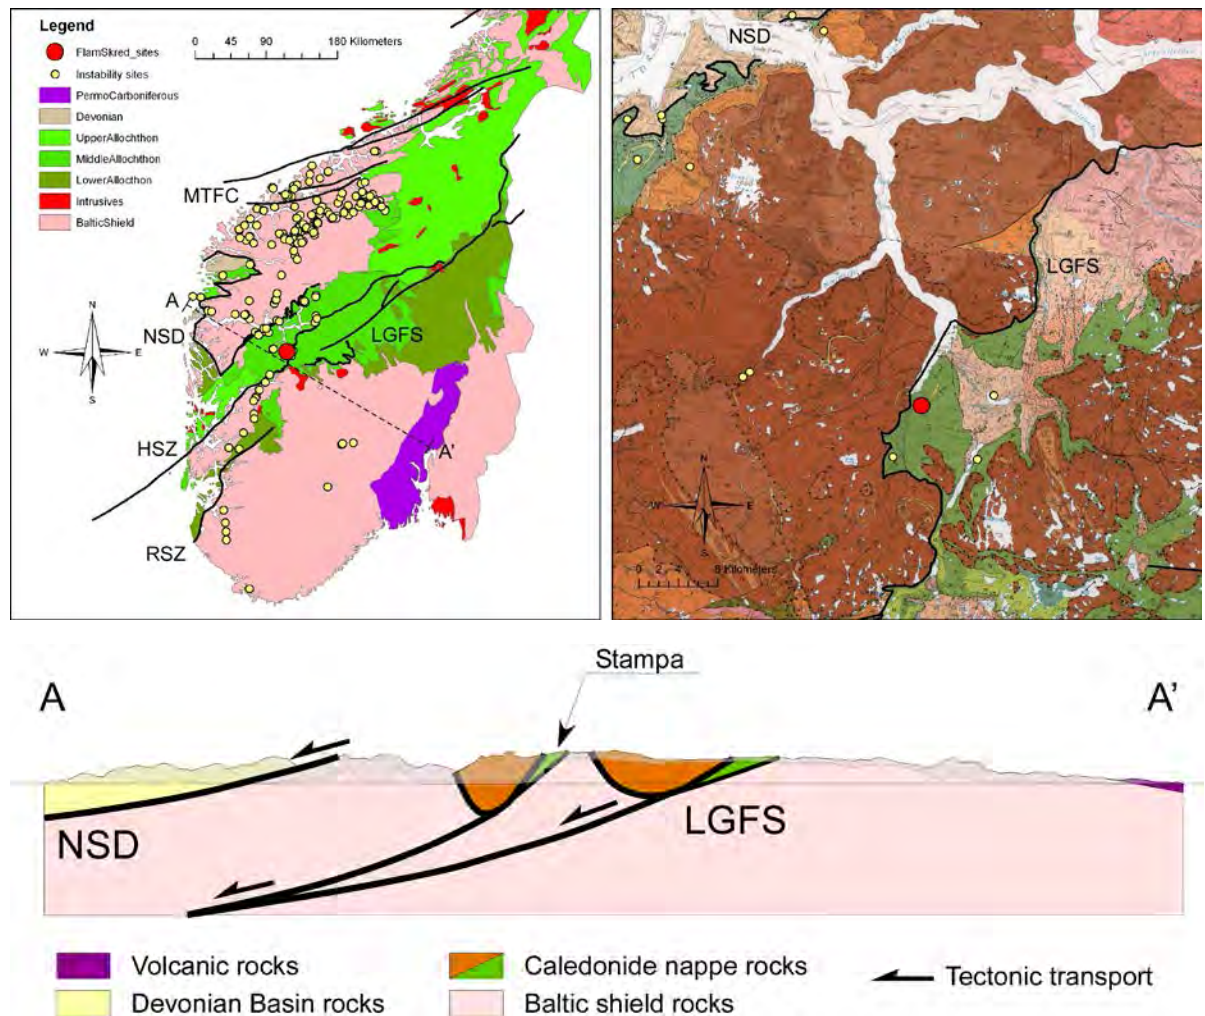 Legend
FlamSkred_sites
Instability sites
PermoCarboniferous
Devonian
UpperAllochthon
MiddleAllochthon
LowerAllocthon
Intrusives
BalticShield
0 45 90 180 Kilometers
MTFC
A
NSD
LGFS
HSZ
A'
RSZ
N
W E
S
NSD
LGFS
N
W E
S
0 2 4 8 Kilometers
Stampa
A
A'
NSD
LGFS
Volcanic rocks
Devonian Basin rocks
Caledonide nappe rocks
Baltic shield rocks
Tectonic transport